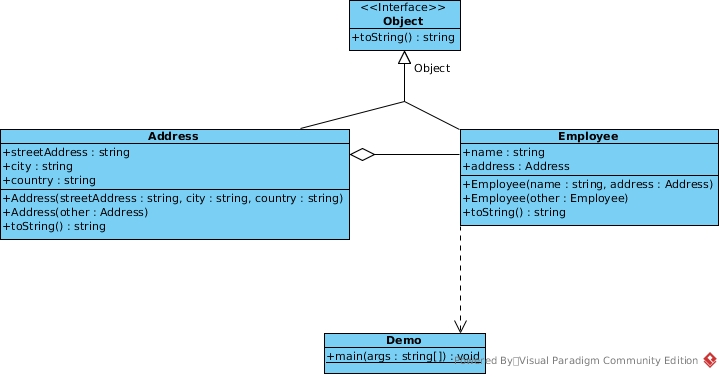 <<Interface>>
Object
+toString() : string
Object
Address
+streetAddress : string
+city : string
+country : string
+Address(streetAddress : string, city : string, country : string)
+Address(other : Address)
+toString() : string
Employee
+name : string
+address : Address
+Employee(name : string, address : Address)
+Employee(other : Employee)
+toString() : string
Demo
+main(args : string[]) : void
Powered By Visual Paradigm Community Edition